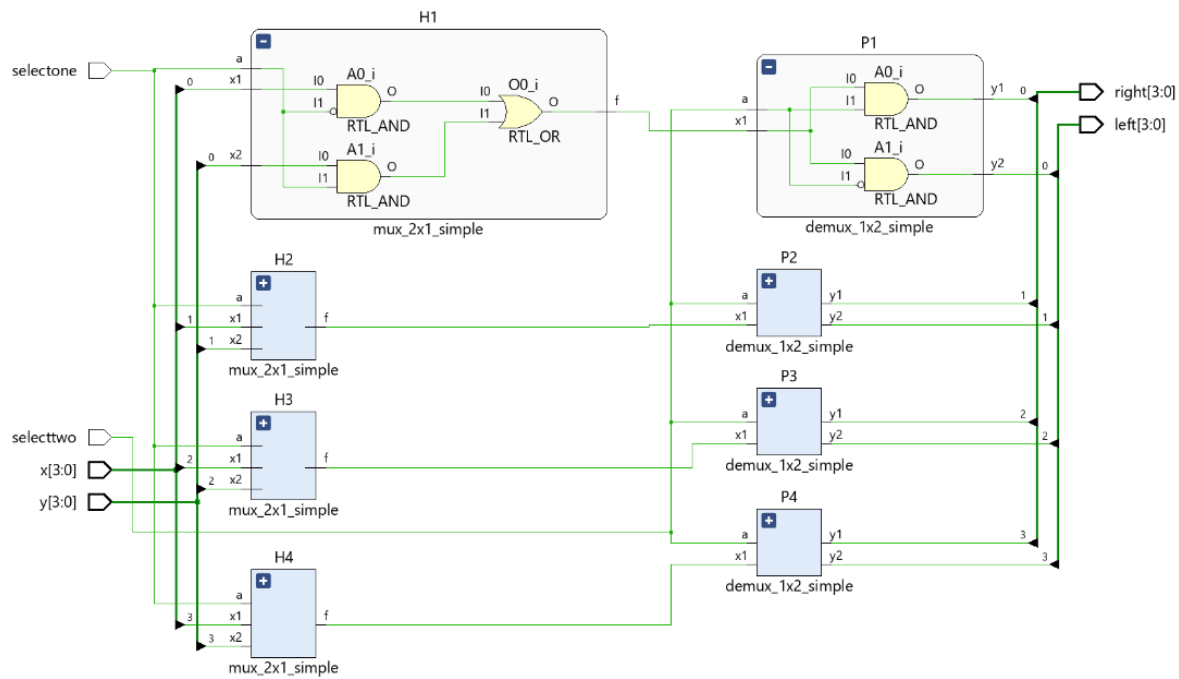 H1
selectone
a
x1
0
x2
0
I0
I1
A0_i
O
RTL_AND
I0
I1
A1_i
O
RTL_AND
I0
I1
O0_i
O
RTL_OR
f
mux_2x1_simple
P1
a
x1
I0
I1
A0_i
O
RTL_AND
I0
I1
A1_i
O
RTL_AND
y1
0
y2
0
demux_1x2_simple
right[3:0]
left[3:0]
H2
a
1
x1
1
x2
f
mux_2x1_simple
P2
a
x1
y1
1
y2
1
demux_1x2_simple
H3
selecttwo
x[3:0]
y[3:0]
a
2
x1
2
x2
f
mux_2x1_simple
P3
a
x1
y1
2
y2
2
demux_1x2_simple
H4
a
3
x1
3
x2
f
mux_2x1_simple
P4
a
x1
y1
3
y2
3
demux_1x2_simple